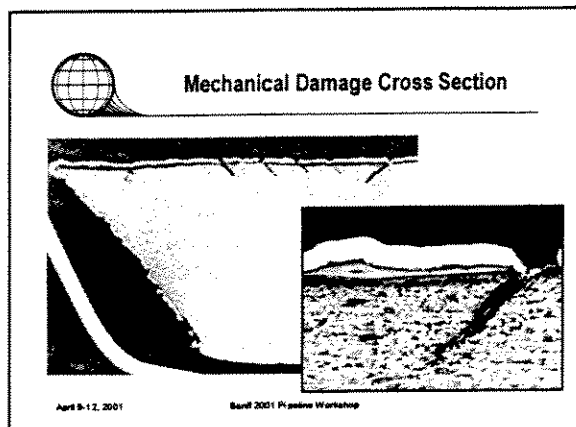 Mechanical Damage Cross Section
April 9-12, 2001
Banff 2001 Pipeline Workshop